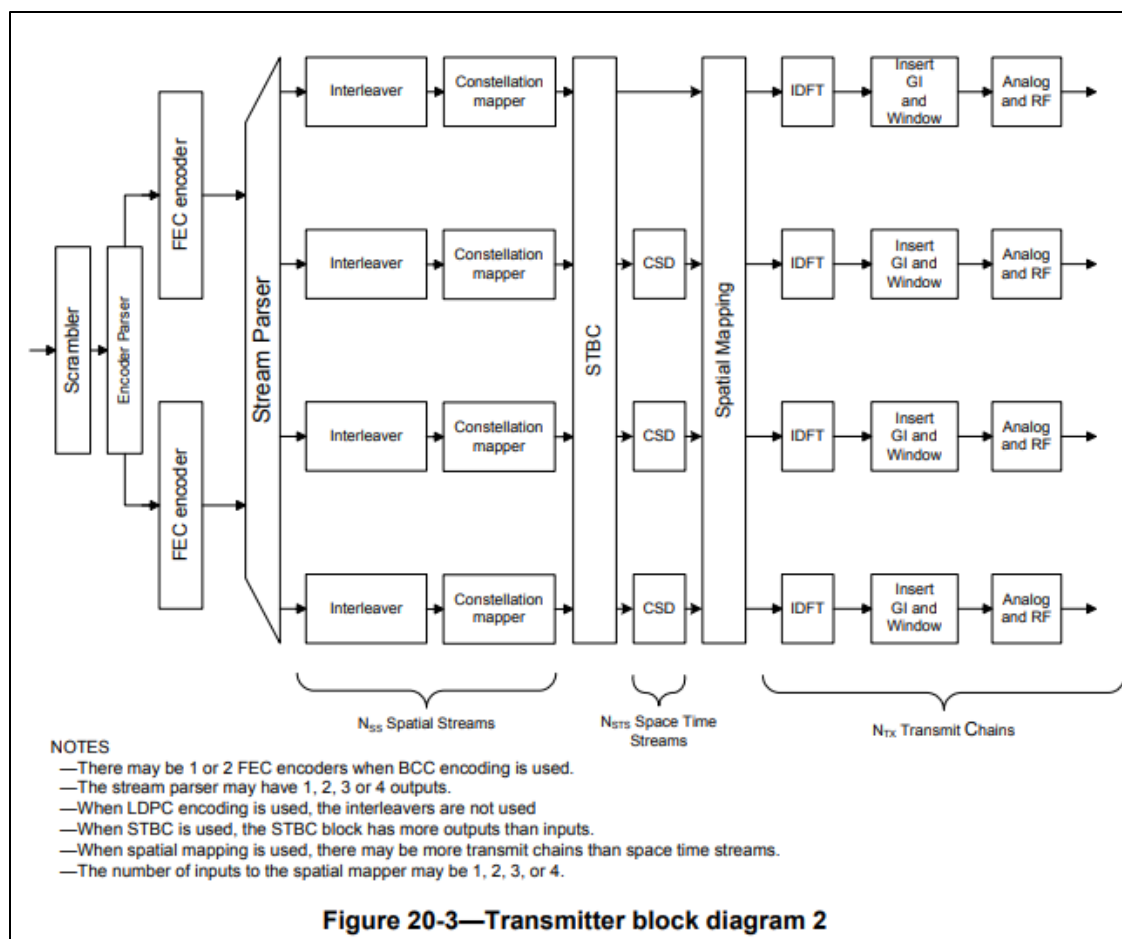 Insert
GI
and
Window
Interleaver
Constellation
mapper
IDFT
Analog
and RF
FEC encoder
Interleaver
Constellation
mapper
CSD
IDFT
Insert
GI and
Window
Analog
and RF
Scrambler
Encoder Parser
Stream Parser
STBC
Spatial Mapping
FEC encoder
Interleaver
Constellation
mapper
CSD
IDFT
Insert
GI and
Window
Analog
and RF
Interleaver
Constellation
mapper
CSD
IDFT
Insert
GI and
Window
Analog
and RF
NSS Spatial Streams
NSTS Space Time
Streams
NTX Transmit Chains
NOTES
—There may be 1 or 2 FEC encoders when BCC encoding is used.
—The stream parser may have 1, 2, 3 or 4 outputs.
—When LDPC encoding is used, the interleavers are not used
—When STBC is used, the STBC block has more outputs than inputs.
—When spatial mapping is used, there may be more transmit chains than space time streams.
—The number of inputs to the spatial mapper may be 1, 2, 3, or 4.
Figure 20-3—Transmitter block diagram 2